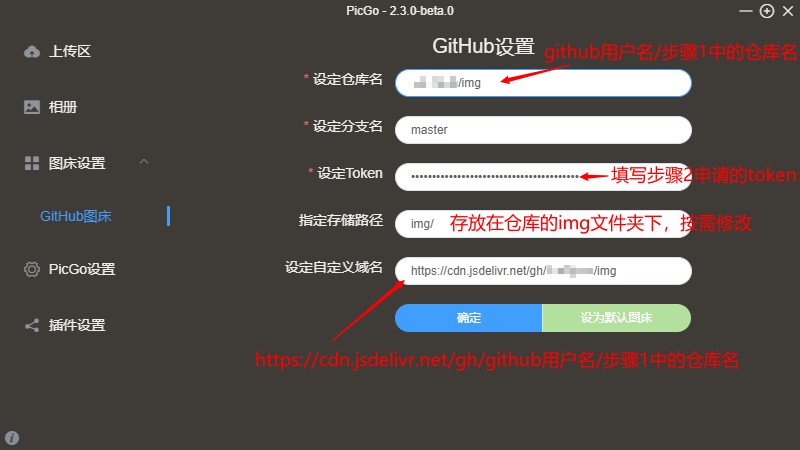 PicGo - 2.3.0-beta.0
上传区
相册
图床设置
GitHub图床
PicGo设置
插件设置
GitHub设置
github用户名/步骤1中的仓库名
* 设定仓库名
/img
* 设定分支名
master
* 设定Token
填写步骤2申请的token
指定存储路径
img/
存放在仓库的img文件夹下，按需修改
设定自定义域名
https://cdn.jsdelivr.net/gh/ /img
确定
设为默认图床
https://cdn.jsdelivr.net/gh/github用户名/步骤1中的仓库名